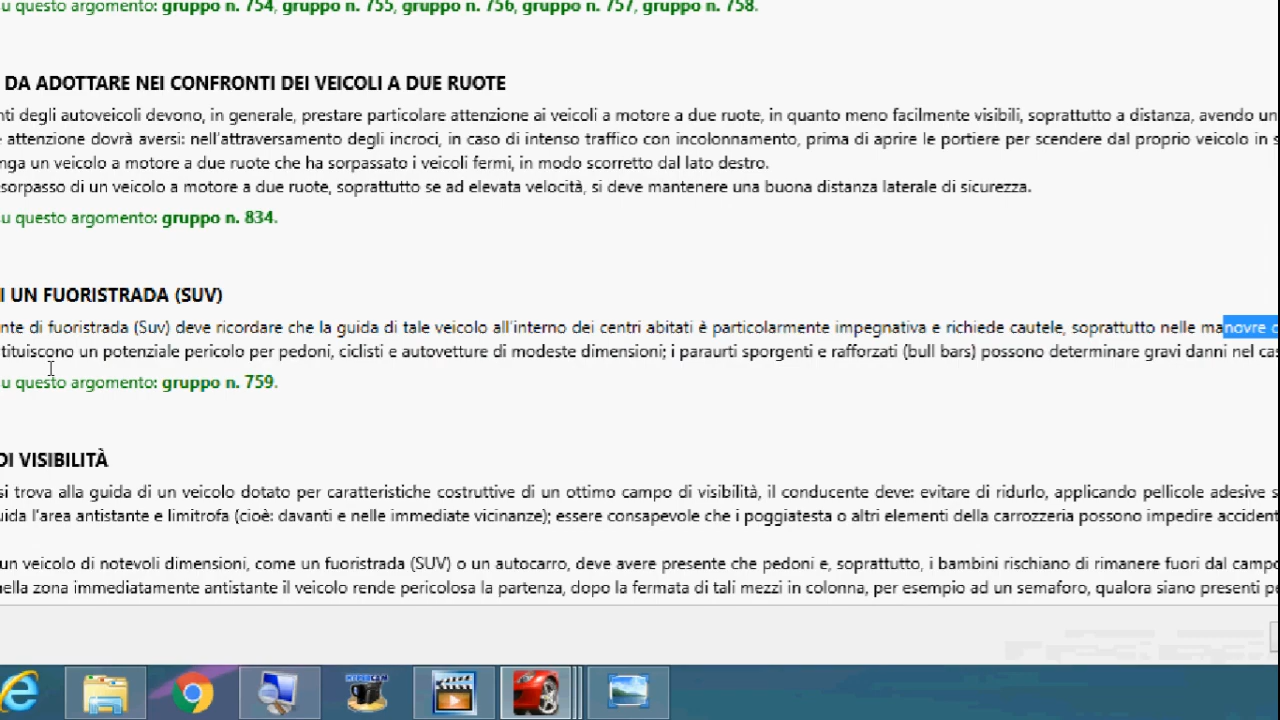 su questo argomento: gruppo n. 754, gruppo n. 755, gruppo n. 756, gruppo n. 757, gruppo n. 758.
DA ADOTTARE NEI CONFRONTI DEI VEICOLI A DUE RUOTE
nti degli autoveicoli devono, in generale, prestare particolare attenzione ai veicoli a motore a due ruote, in quanto meno facilmente visibili, soprattutto a distanza, avendo un
e attenzione dovrà aversi: nell'attraversamento degli incroci, in caso di intenso traffico con incolonnamento, prima di aprire le portiere per scendere dal proprio veicolo in s
nga un veicolo a motore a due ruote che ha sorpassato i veicoli fermi, in modo scorretto dal lato destro.
sorpasso di un veicolo a motore a due ruote, soprattutto se ad elevata velocità, si deve mantenere una buona distanza laterale di sicurezza.
su questo argomento: gruppo n. 834.
I UN FUORISTRADA (SUV)
nte di fuoristrada (Suv) deve ricordare che la guida di tale veicolo all'interno dei centri abitati è particolarmente impegnativa e richiede cautele, soprattutto nelle manovre
tituiscono un potenziale pericolo per pedoni, ciclisti e autovetture di modeste dimensioni; i paraurti sporgenti e rafforzati (bull bars) possono determinare gravi danni nel cas
su questo argomento: gruppo n. 759.
DI VISIBILITÀ
si trova alla guida di un veicolo dotato per caratteristiche costruttive di un ottimo campo di visibilità, il conducente deve: evitare di ridurlo, applicando pellicole adesive s
uida l'area antistante e limitrofa (cioè: davanti e nelle immediate vicinanze); essere consapevole che i poggiatesta o altri elementi della carrozzeria possono impedire accident
un veicolo di notevoli dimensioni, come un fuoristrada (SUV) o un autocarro, deve avere presente che pedoni e, soprattutto, i bambini rischiano di rimanere fuori dal campo
nella zona immediatamente antistante il veicolo rende pericolosa la partenza, dopo la fermata di tali mezzi in colonna, per esempio ad un semaforo, qualora siano presenti pe